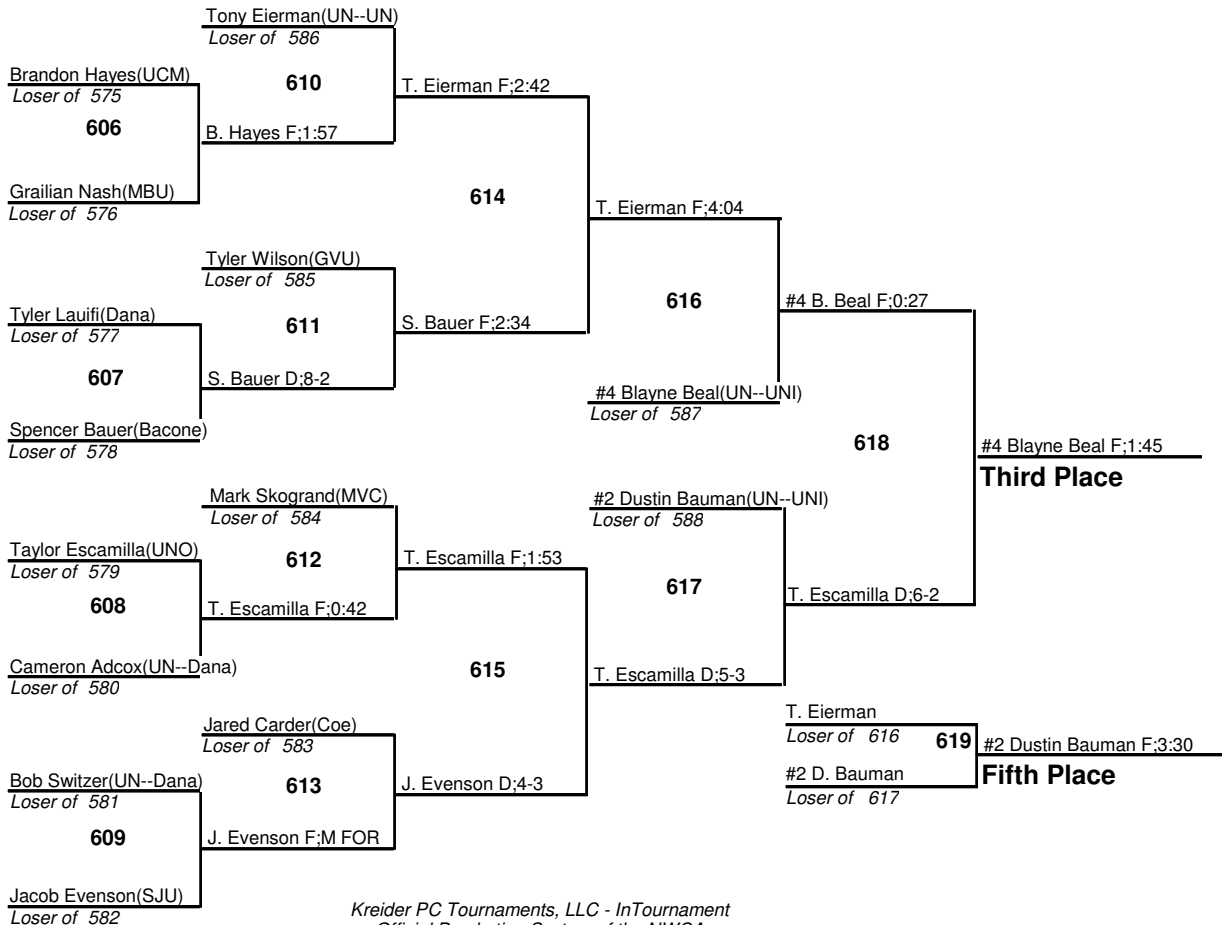 Tony Eierman(UN--UN)
Loser of 586
Brandon Hayes(UCM)
Loser of 575
610
T. Eierman F;2:42
606
B. Hayes F;1:57
Grailian Nash(MBU)
Loser of 576
614
T. Eierman F;4:04
Tyler Wilson(GVU)
Loser of 585
Tyler Lauifi(Dana)
Loser of 577
611
S. Bauer F;2:34
616
#4 B. Beal F;0:27
607
S. Bauer D;8-2
#4 Blayne Beal(UN--UNI)
Loser of 587
Spencer Bauer(Bacone)
Loser of 578
618
#4 Blayne Beal F;1:45
Third Place
Mark Skogrand(MVC)
Loser of 584
#2 Dustin Bauman(UN--UNI)
Loser of 588
Taylor Escamilla(UNO)
Loser of 579
612
T. Escamilla F;1:53
617
608
T. Escamilla F;0:42
T. Escamilla D;6-2
Cameron Adcox(UN--Dana)
Loser of 580
615
T. Escamilla D;5-3
Jared Carder(Coe)
Loser of 583
T. Eierman
Loser of 616
619
#2 Dustin Bauman F;3:30
Fifth Place
#2 D. Bauman
Loser of 617
Bob Switzer(UN--Dana)
Loser of 581
613
J. Evenson D;4-3
609
J. Evenson F;M FOR
Jacob Evenson(SJU)
Loser of 582
Kreider PC Tournaments, LLC - InTournament